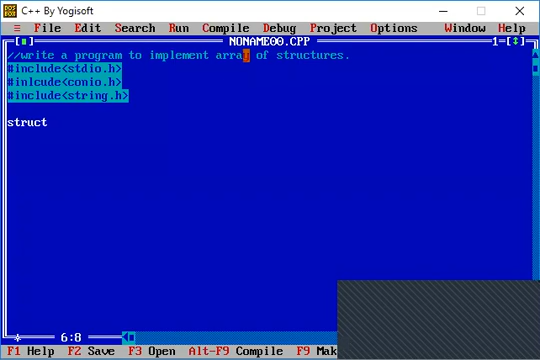 DOS BOX C++ By Yogisoft
≡ File Edit Search Run Compile Debug Project Options Window Help
NONAME00.CPP 1
//write a program to implement array of structures.
#include<stdio.h>
#inlcude<conio.h>
#include<string.h>
struct
6:8
F1 Help F2 Save F3 Open Alt-F9 Compile F9 Mak